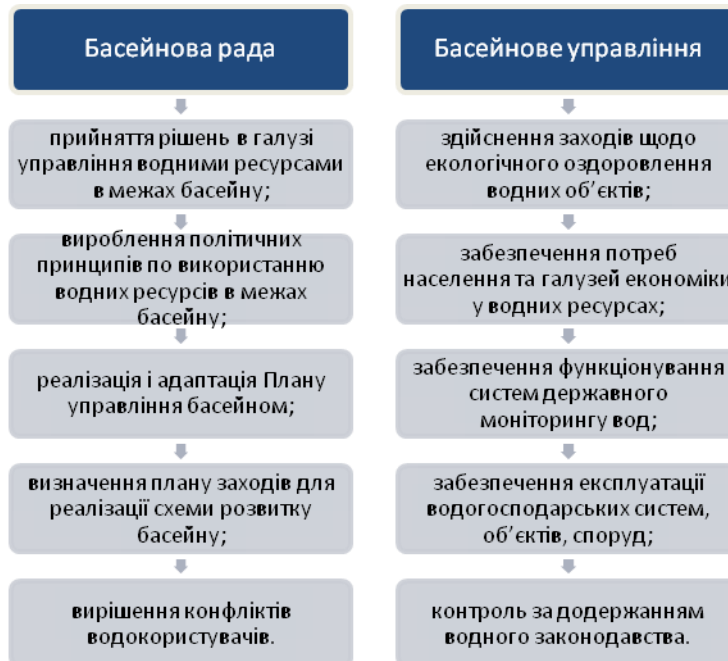 Басейнова рада
прийняття рішень в галузі
управління водними ресурсами
в межах басейну;
вироблення політичних
принципів по використанню
водних ресурсів в межах
басейну;
реалізація і адаптація Плану
управління басейном;
визначення плану заходів для
реалізації схеми розвитку
басейну;
вирішення конфліктів
водокористувачів.
Басейнове управління
здійснення заходів щодо
екологічного оздоровлення
водних об’єктів;
забезпечення потреб
населення та галузей економіки
у водних ресурсах;
забезпечення функціонування
систем державного
моніторингу вод;
забезпечення експлуатації
водогосподарських систем,
об’єктів, споруд;
контроль за додержанням
водного законодавства.